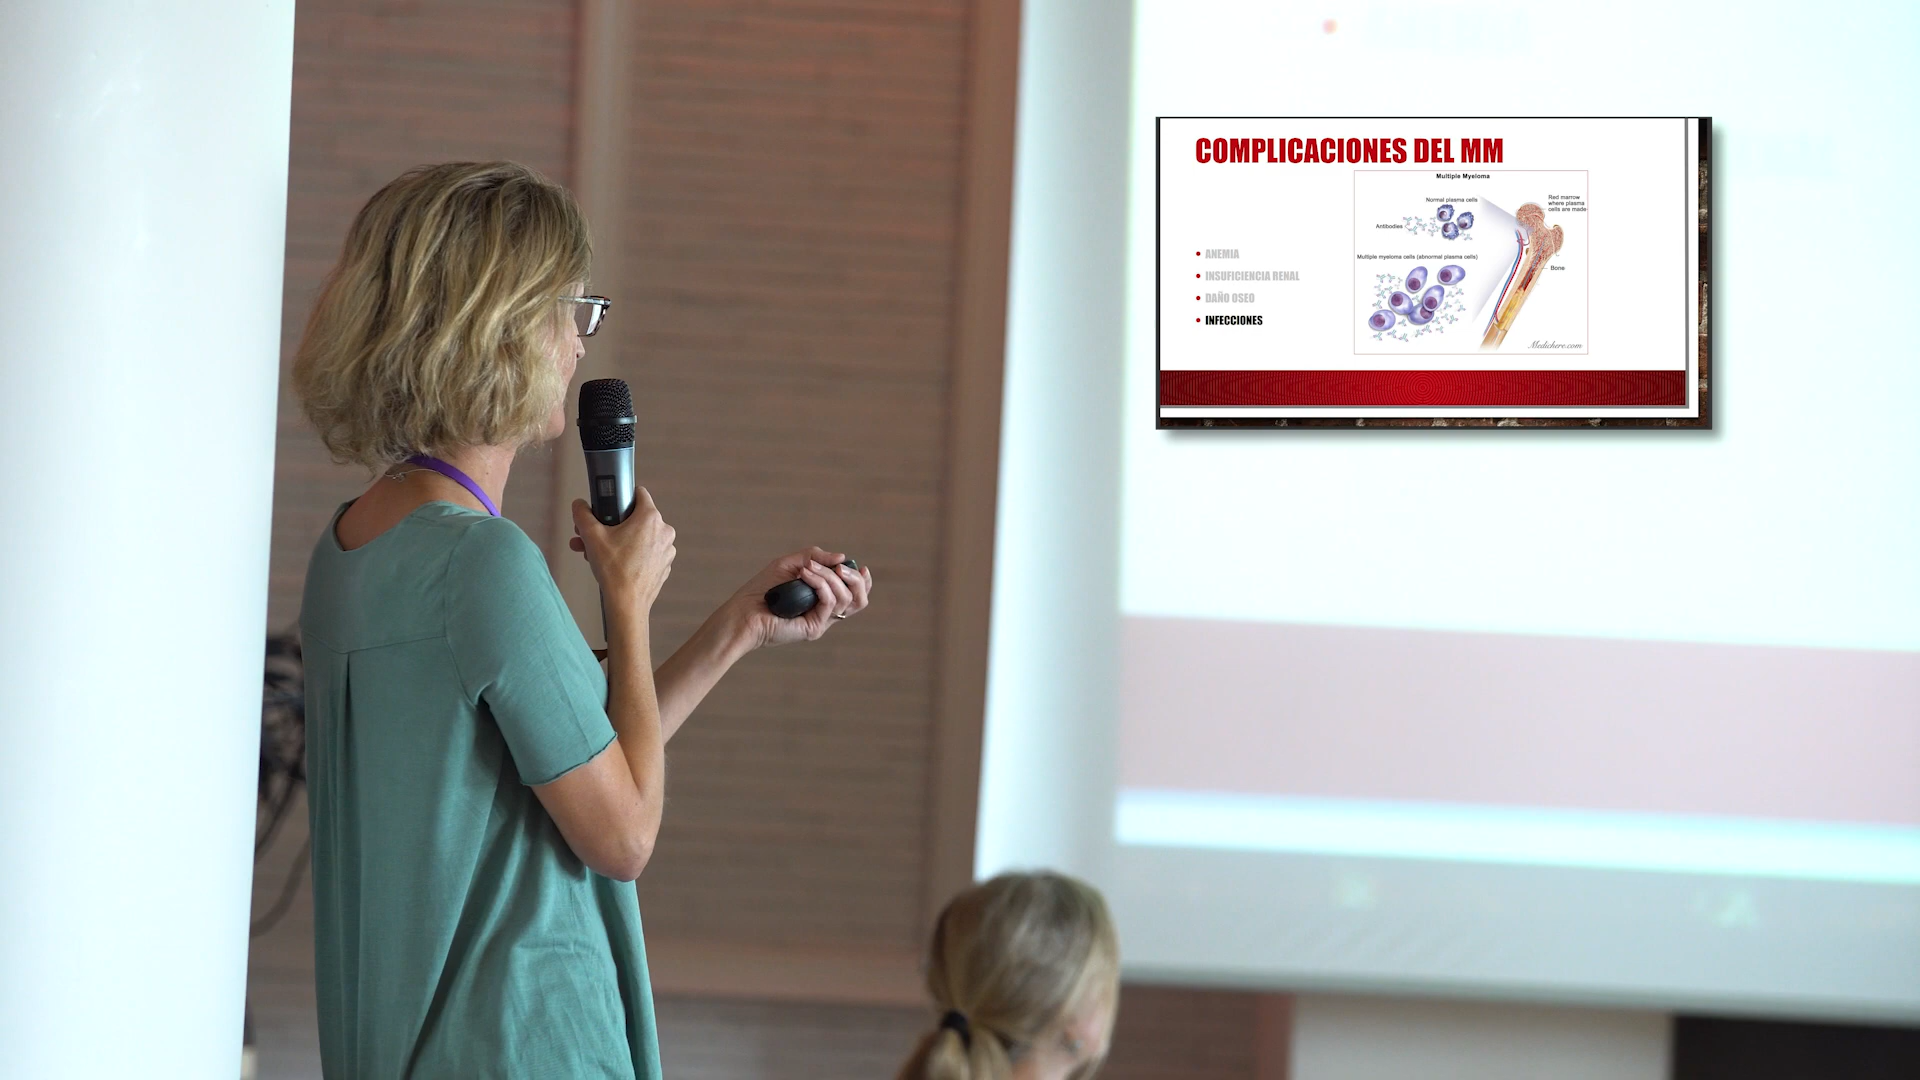 COMPLICACIONES DEL MM
Multiple Myeloma
Normal plasma cells
Red marrow
where plasma
cells are made
Antibodies
Multiple myeloma cells (abnormal plasma cells)
Bone
• ANEMIA
• INSUFICIENCIA RENAL
• DAÑO OSEO
• INFECCIONES
Medichere.com